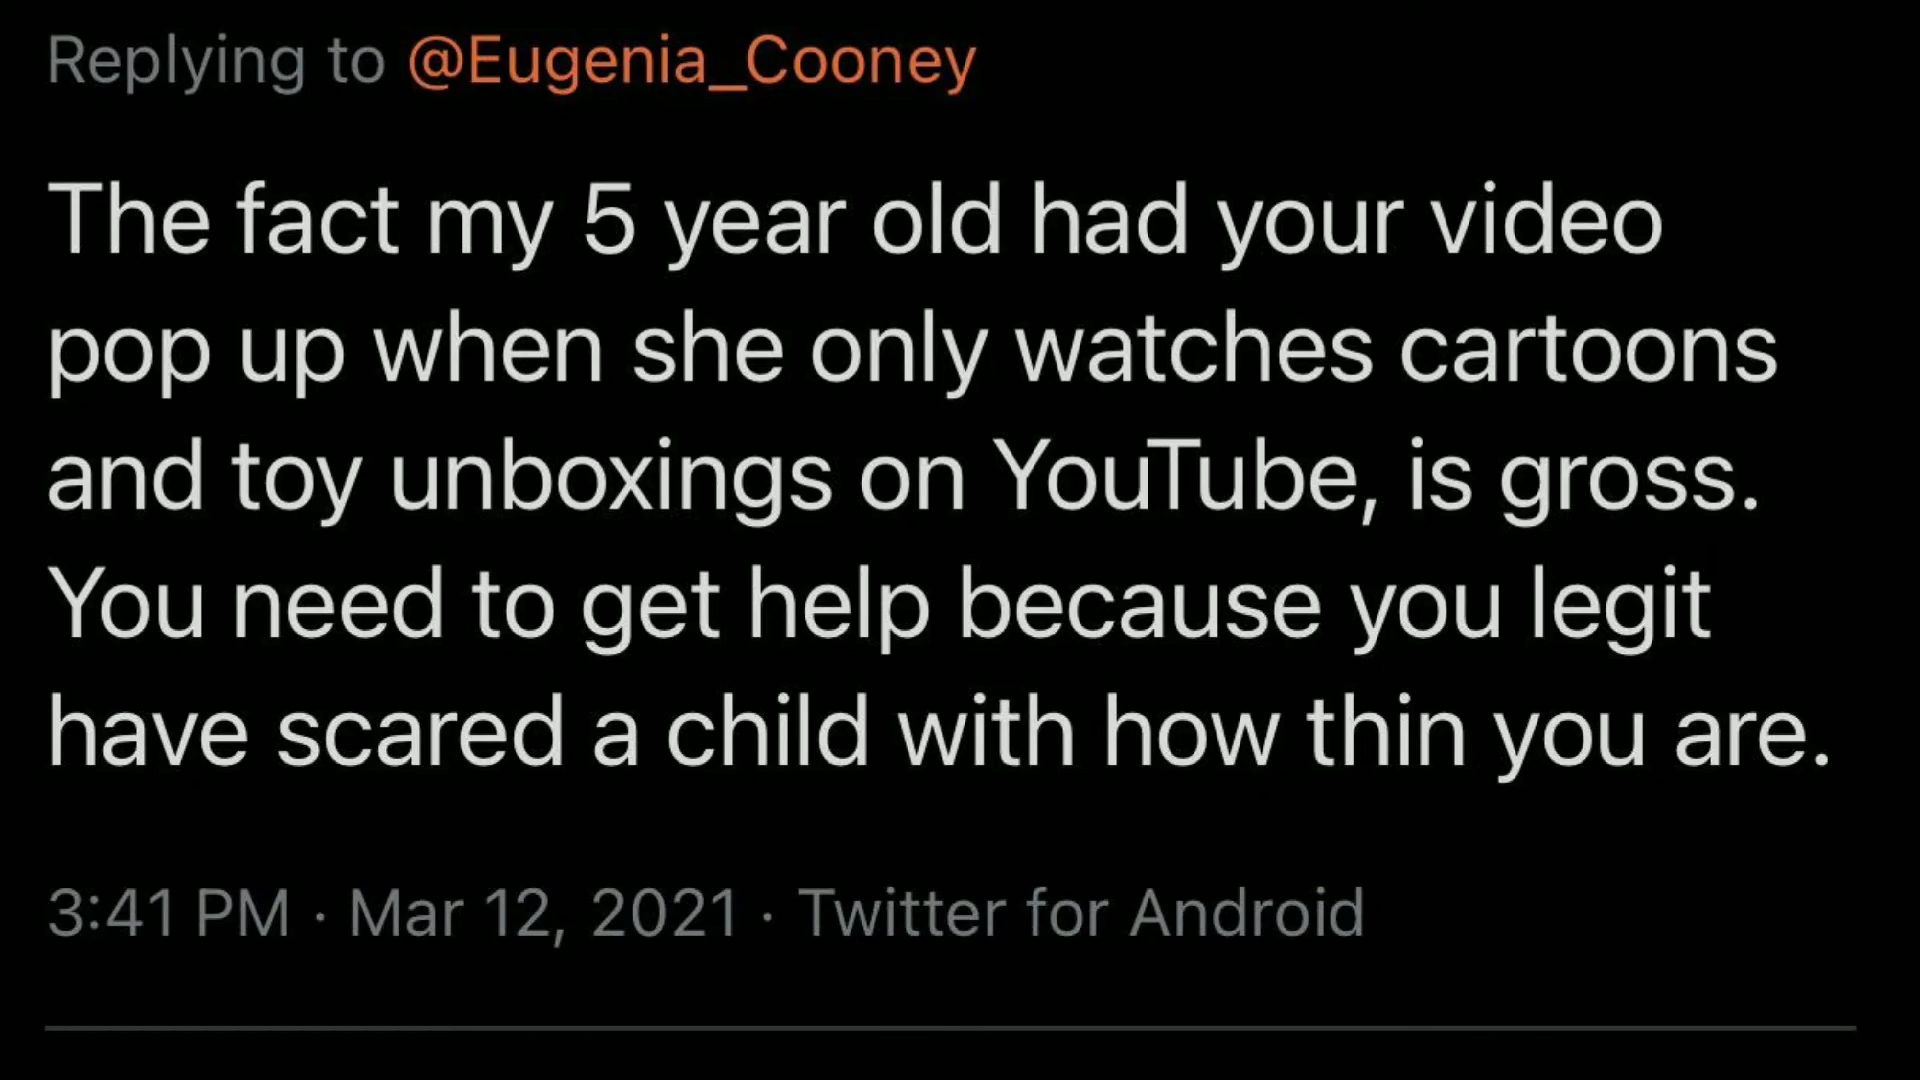 Replying to @Eugenia_Cooney
The fact my 5 year old had your video
pop up when she only watches cartoons
and toy unboxings on YouTube, is gross.
You need to get help because you legit
have scared a child with how thin you are.
3:41 PM · Mar 12, 2021 · Twitter for Android